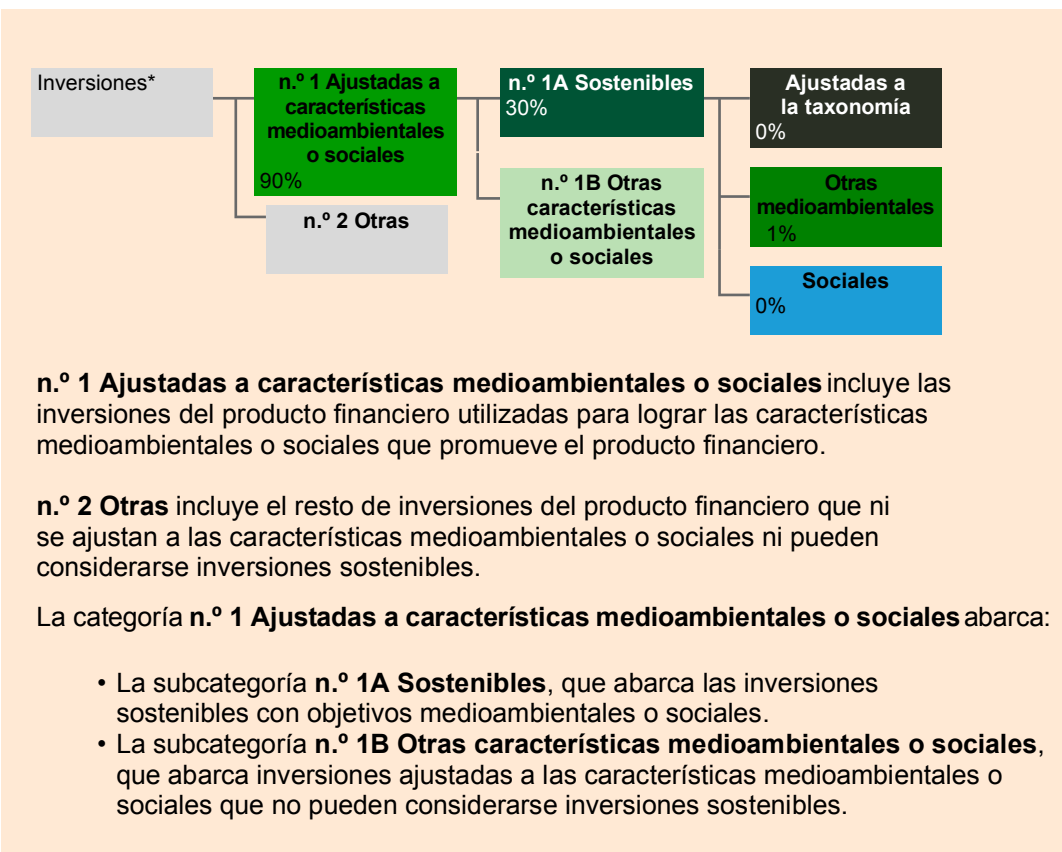 Inversiones*
n.º 1 Ajustadas a
características
medioambientales
o sociales
90%
n.º 2 Otras
n.º 1A Sostenibles
30%
n.º 1B Otras
características
medioambientales
o sociales
Ajustadas a
la taxonomía
0%
Otras
medioambientales
1%
Sociales
0%
n.º 1 Ajustadas a características medioambientales o sociales incluye las
inversiones del producto financiero utilizadas para lograr las características
medioambientales o sociales que promueve el producto financiero.
n.º 2 Otras incluye el resto de inversiones del producto financiero que ni
se ajustan a las características medioambientales o sociales ni pueden
considerarse inversiones sostenibles.
La categoría n.º 1 Ajustadas a características medioambientales o sociales abarca:
• La subcategoría n.º 1A Sostenibles, que abarca las inversiones
sostenibles con objetivos medioambientales o sociales.
• La subcategoría n.º 1B Otras características medioambientales o sociales,
que abarca inversiones ajustadas a las características medioambientales o
sociales que no pueden considerarse inversiones sostenibles.